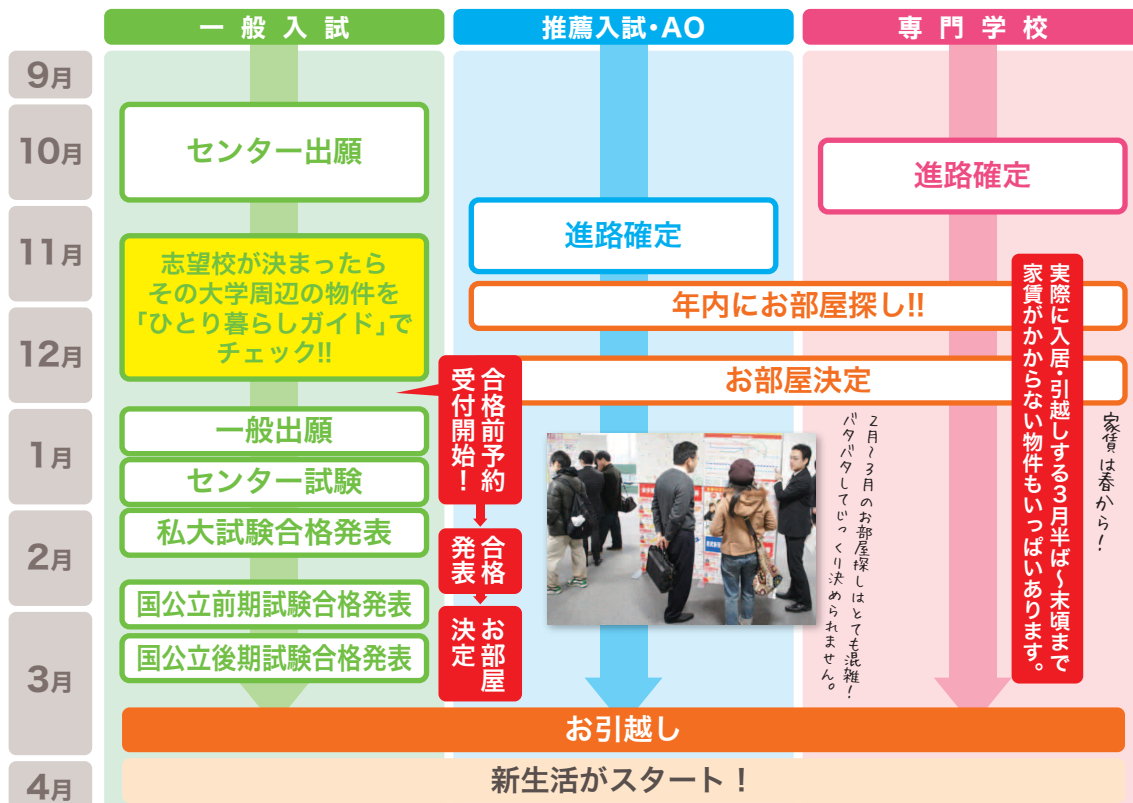 一般入試
推薦入試・AO
専門学校
9月
10月
11月
12月
1月
2月
3月
4月
センター出願
志望校が決まったら
その大学周辺の物件を
「ひとり暮らしガイド」で
チェック!!
一般出願
センター試験
私大試験合格発表
国公立前期試験合格発表
国公立後期試験合格発表
合格前予約
受付開始！
合格
発表
お部屋
決定
進路確定
進路確定
年内にお部屋探し!!
お部屋決定
2月〜3月のお部屋探しはとても混雑！
バタバタしてじっくり決められません。
実際に入居・引越しする3月半ば〜末頃まで
家賃がかからない物件もいっぱいあります。
家賃は春から！
お引越し
新生活がスタート！